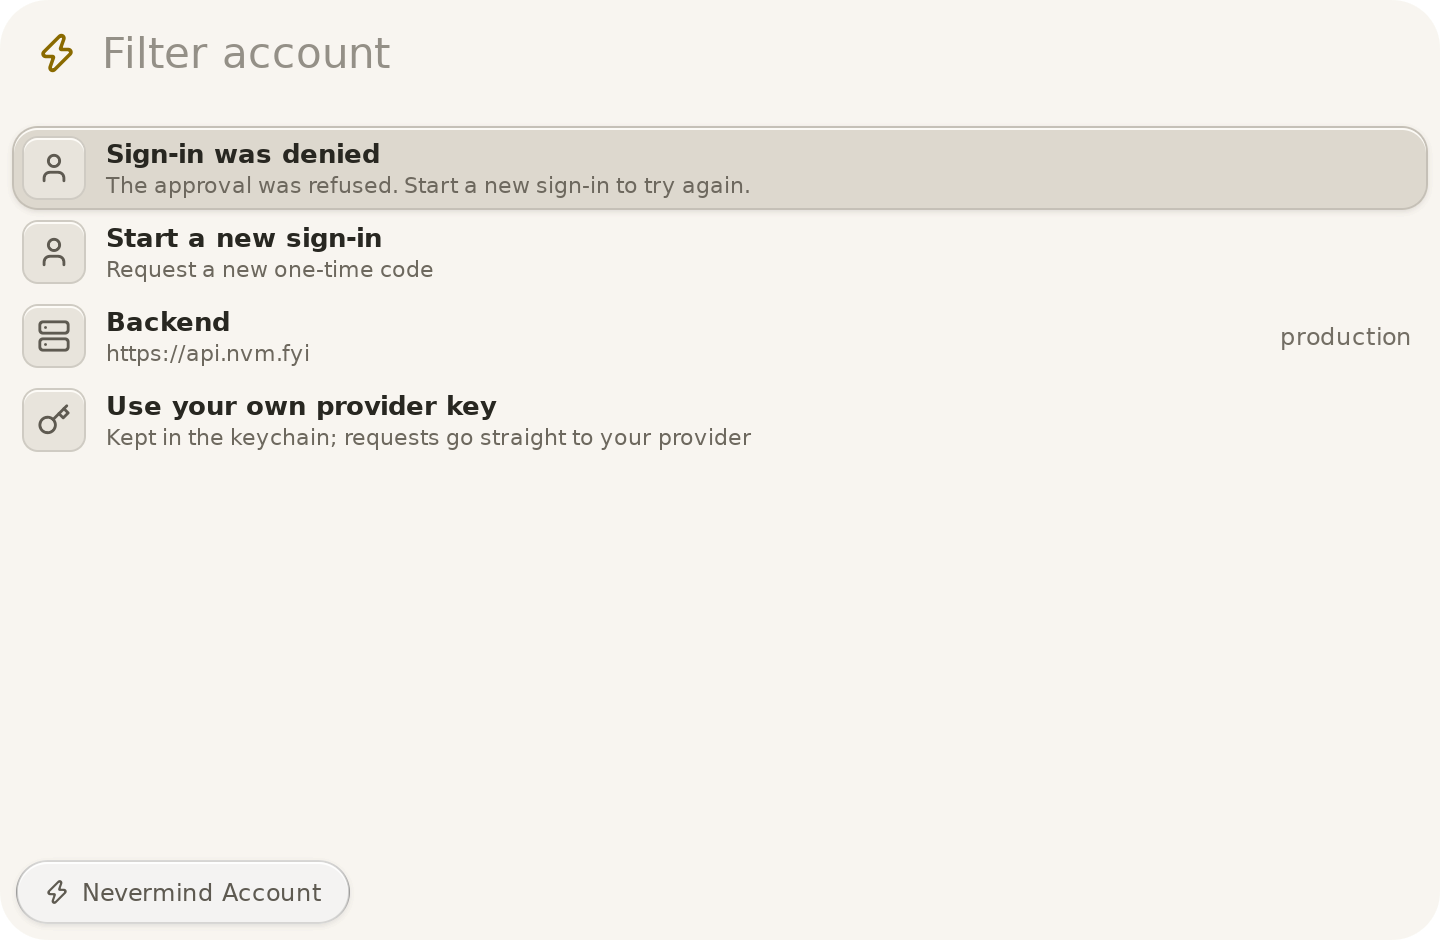 Filter account
Sign-in was denied
The approval was refused. Start a new sign-in to try again.
Start a new sign-in
Request a new one-time code
Backend
https://api.nvm.fyi
production
Use your own provider key
Kept in the keychain; requests go straight to your provider
Nevermind Account